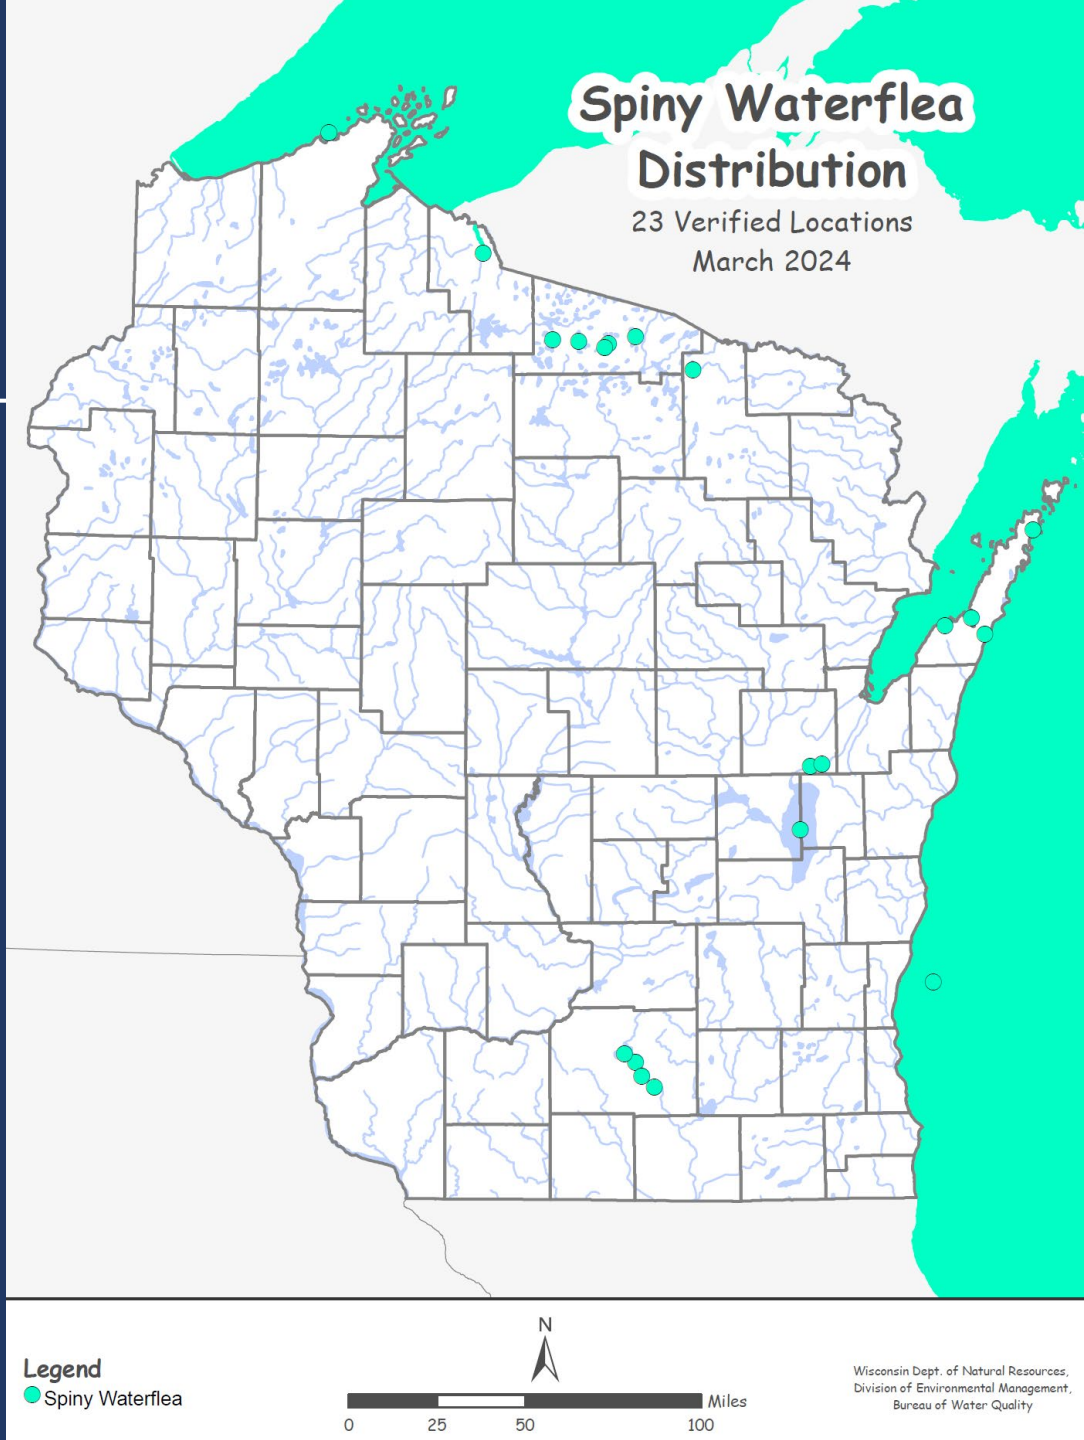 Spiny Waterflea
Distribution
23 Verified Locations
March 2024
N
Legend
Spiny Waterflea
Miles
0 25 50 100
Wisconsin Dept. of Natural Resources,
Division of Environmental Management,
Bureau of Water Quality